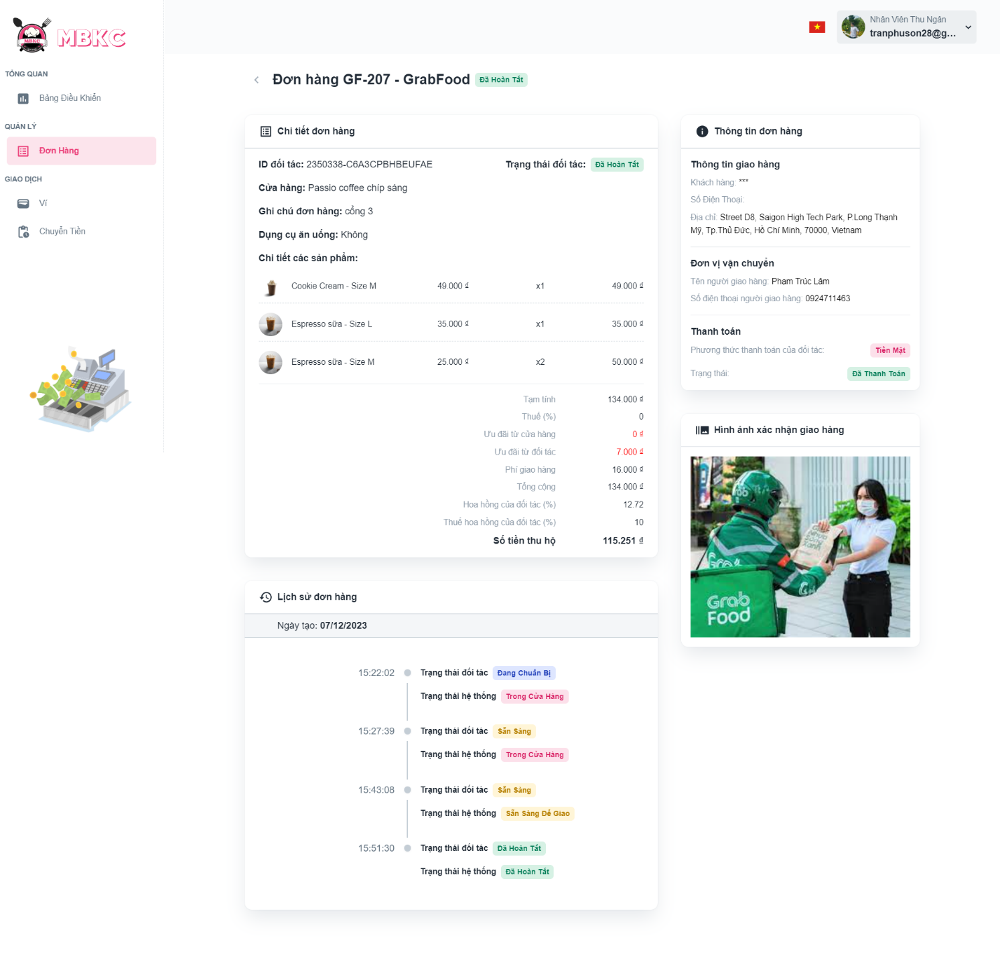 MBKC
MBKC
Nhân Viên Thu Ngân
tranphuson28@g...
TỔNG QUAN
Bảng Điều Khiển
QUẢN LÝ
Đơn Hàng
GIAO DỊCH
Ví
Chuyển Tiền
Đơn hàng GF-207 - GrabFood Đã Hoàn Tất
Chi tiết đơn hàng
ID đối tác: 2350338-C6A3CPBHBEUFAE Trạng thái đối tác: Đã Hoàn Tất
Cửa hàng: Passio coffee chíp sáng
Ghi chú đơn hàng: cổng 3
Dụng cụ ăn uống: Không
Chi tiết các sản phẩm:
Cookie Cream - Size M 49.000 ₫ x1 49.000 ₫
Espresso sữa - Size L 35.000 ₫ x1 35.000 ₫
Espresso sữa - Size M 25.000 ₫ x2 50.000 ₫
Tạm tính 134.000 ₫
Thuế (%) 0
Ưu đãi từ cửa hàng 0 ₫
Ưu đãi từ đối tác 7.000 ₫
Phí giao hàng 16.000 ₫
Tổng cộng 134.000 ₫
Hoa hồng của đối tác (%) 12.72
Thuế hoa hồng của đối tác (%) 10
Số tiền thu hộ 115.251 ₫
Thông tin đơn hàng
Thông tin giao hàng
Khách hàng: ***
Số Điện Thoại:
Địa chỉ: Street D8, Saigon High Tech Park, P.Long Thạnh
Mỹ, Tp.Thủ Đức, Hồ Chí Minh, 70000, Vietnam
Đơn vị vận chuyển
Tên người giao hàng: Phạm Trúc Lâm
Số điện thoại người giao hàng: 0924711463
Thanh toán
Phương thức thanh toán của đối tác: Tiền Mặt
Trạng thái: Đã Thanh Toán
Hình ảnh xác nhận giao hàng
Grab
Food
Lịch sử đơn hàng
Ngày tạo: 07/12/2023
15:22:02 Trạng thái đối tác Đang Chuẩn Bị
Trạng thái hệ thống Trong Cửa Hàng
15:27:39 Trạng thái đối tác Sẵn Sàng
Trạng thái hệ thống Trong Cửa Hàng
15:43:08 Trạng thái đối tác Sẵn Sàng
Trạng thái hệ thống Sẵn Sàng Để Giao
15:51:30 Trạng thái đối tác Đã Hoàn Tất
Trạng thái hệ thống Đã Hoàn Tất